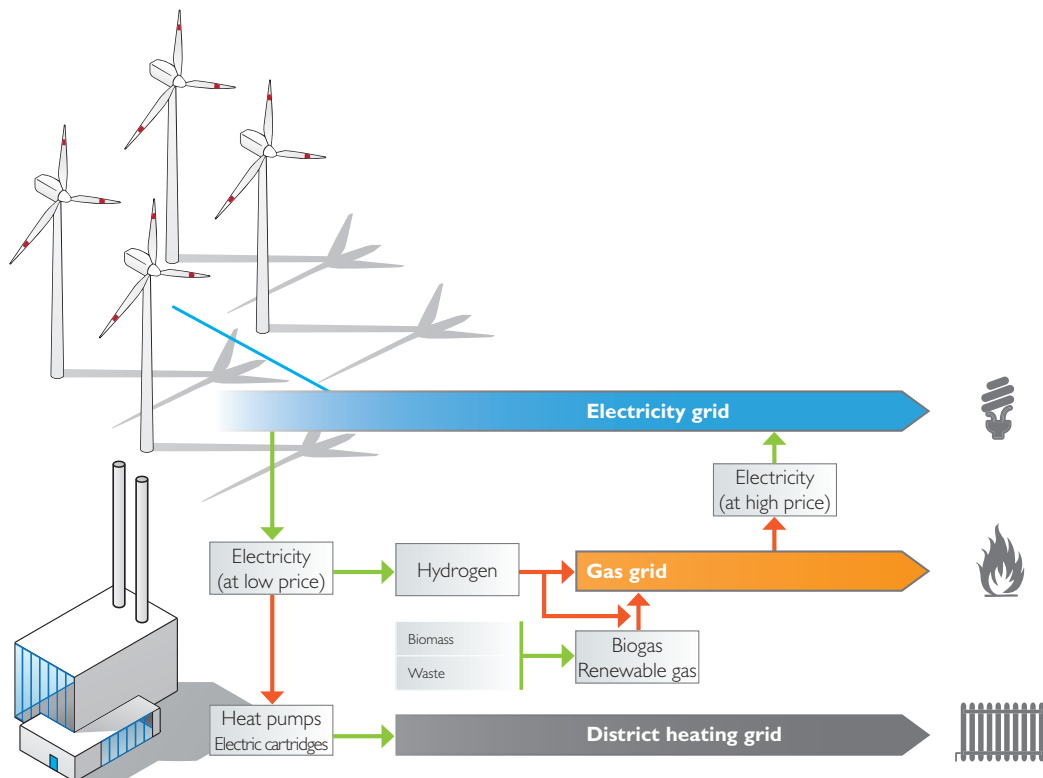 Electricity grid
Electricity
(at high price)
Electricity
(at low price)
Hydrogen
Gas grid
Biomass
Waste
Biogas
Renewable gas
Heat pumps
Electric cartridges
District heating grid